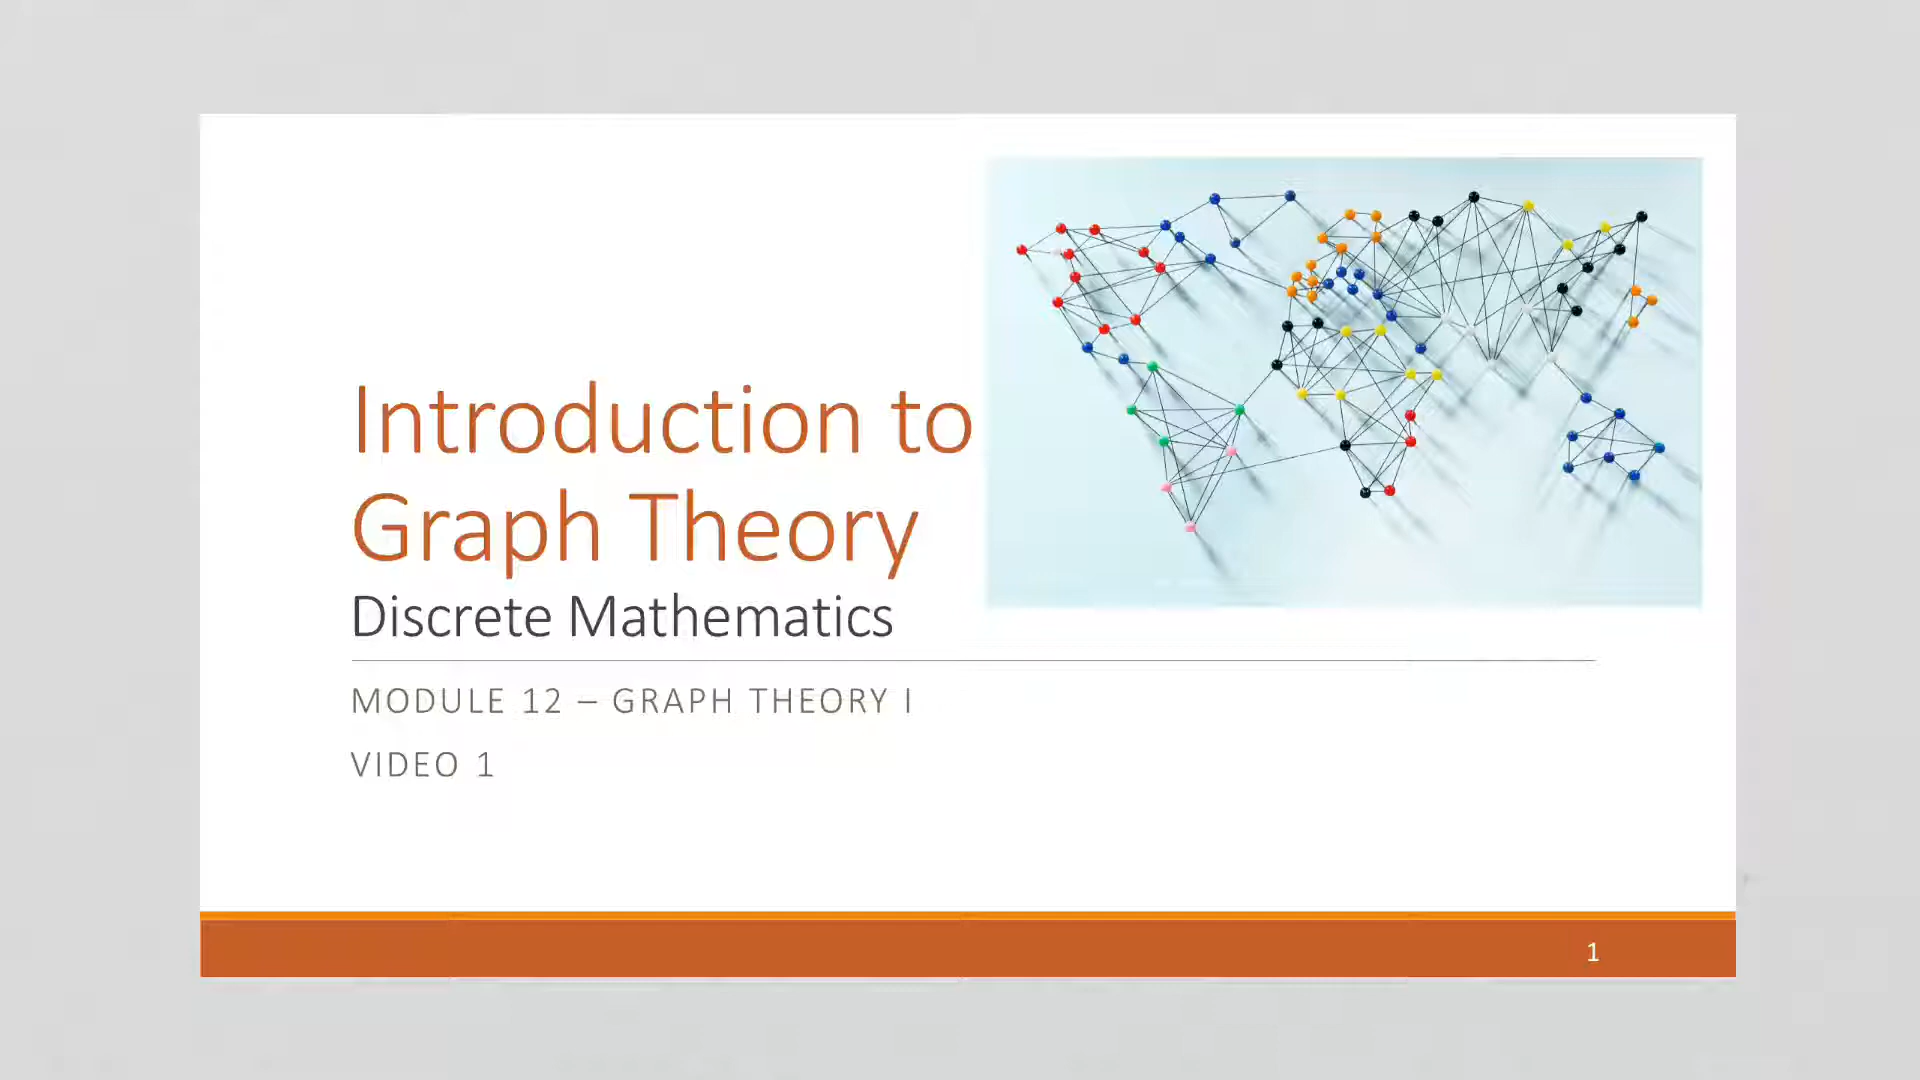 Introduction to
Graph Theory
Discrete Mathematics
MODULE 12 – GRAPH THEORY I
VIDEO 1
1